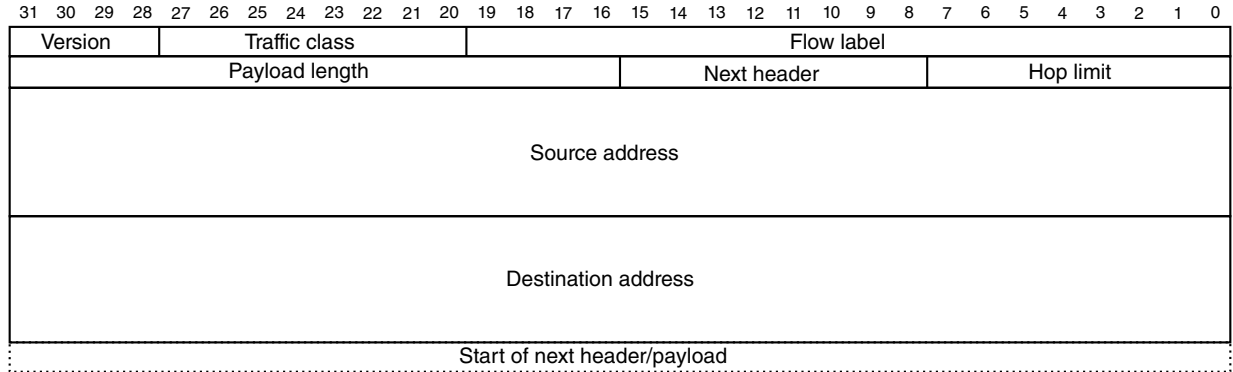 31 30 29 28 27 26 25 24 23 22 21 20 19 18 17 16 15 14 13 12 11 10 9 8 7 6 5 4 3 2 1 0
Version Traffic class Flow label
Payload length Next header Hop limit
Source address
Destination address
Start of next header/payload